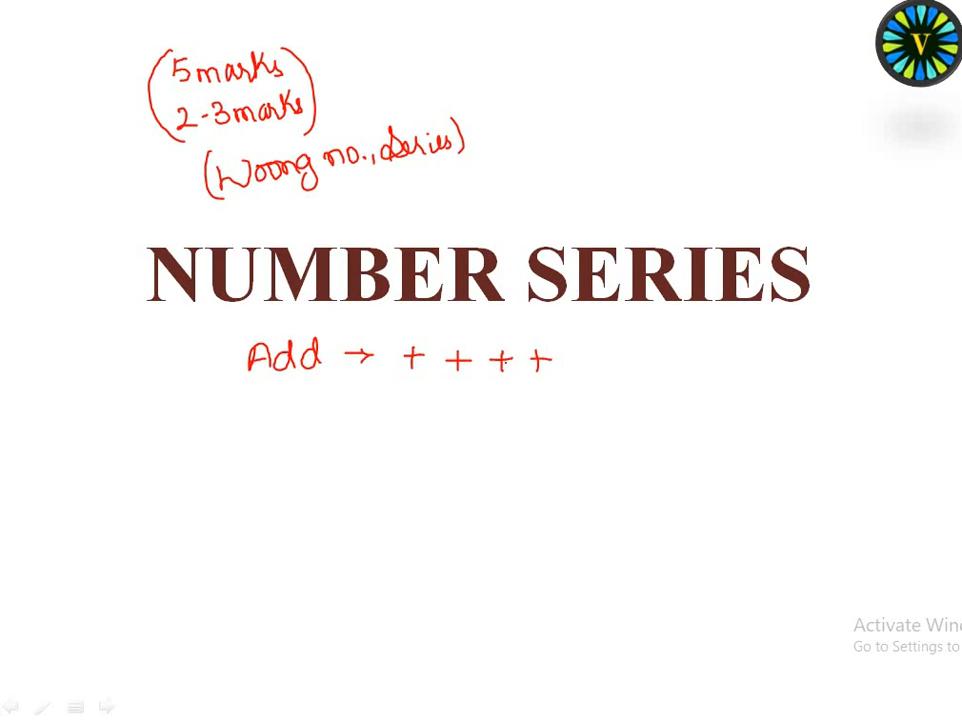 V
(5 marks
2-3 marks)
(Wrong no., Series)
NUMBER SERIES
Add → + + + +
Activate Win
Go to Settings to